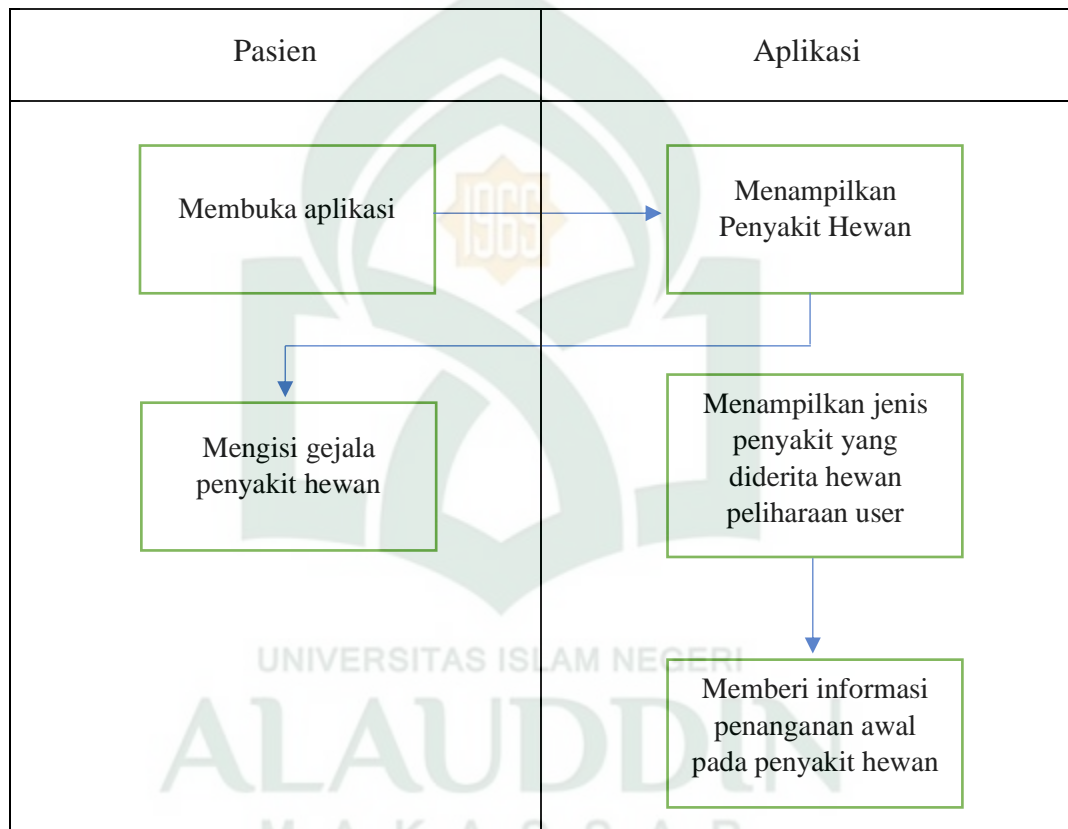 Pasien
Aplikasi
Membuka aplikasi
Menampilkan
Penyakit Hewan
Mengisi gejala
penyakit hewan
Menampilkan jenis
penyakit yang
diderita hewan
peliharaan user
Memberi informasi
penanganan awal
pada penyakit hewan
1965
UNIVERSITAS ISLAM NEGERI
ALAUDDIN
M A K A S S A R